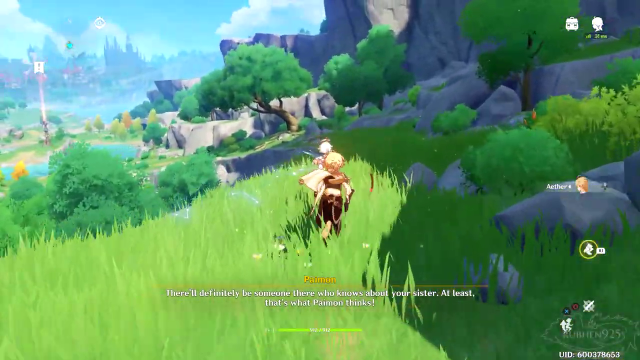 Aether
Paimon
There'll definitely be someone there who knows about your sister. At least,
that's what Paimon thinks!
RUBHEN925
UID: 600378653